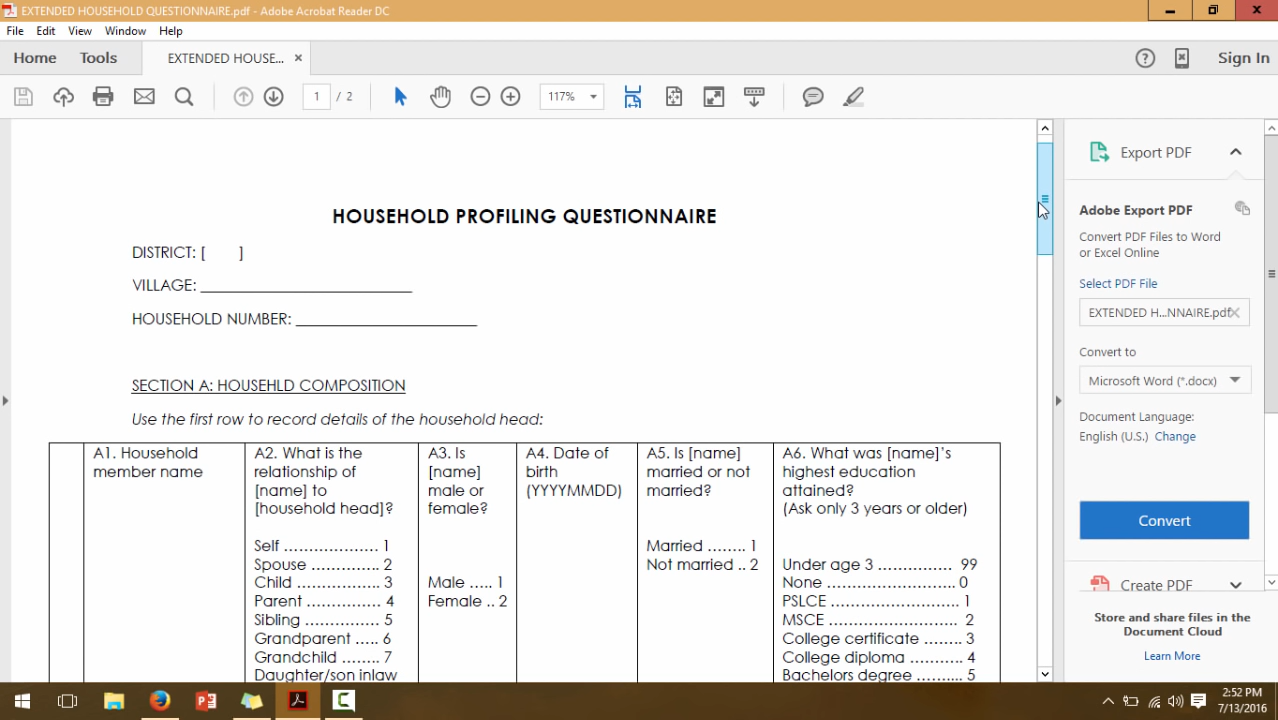 EXTENDED HOUSEHOLD QUESTIONNAIRE.pdf - Adobe Acrobat Reader DC
File Edit View Window Help
Home Tools EXTENDED HOUSE... × Sign In
1 / 2 117%
HOUSEHOLD PROFILING QUESTIONNAIRE
DISTRICT: [ ]
VILLAGE: ________________________
HOUSEHOLD NUMBER: _____________________
SECTION A: HOUSEHLD COMPOSITION
Use the first row to record details of the household head:
A1. Household
member name
A2. What is the
relationship of
[name] to
[household head]?
Self ................... 1
Spouse ............. 2
Child ................ 3
Parent .............. 4
Sibling ............... 5
Grandparent ..... 6
Grandchild ........ 7
Daughter/son inlaw
A3. Is
[name]
male or
female?
Male ..... 1
Female .. 2
A4. Date of
birth
(YYYYMMDD)
A5. Is [name]
married or not
married?
Married ........ 1
Not married .. 2
A6. What was [name]'s
highest education
attained?
(Ask only 3 years or older)
Under age 3 ............... 99
None .......................... 0
PSLCE .......................... 1
MSCE .......................... 2
College certificate ........ 3
College diploma ........... 4
Bachelors degree ......... 5
Export PDF
Adobe Export PDF
Convert PDF Files to Word
or Excel Online
Select PDF File
EXTENDED H...NNAIRE.pdf
Convert to
Microsoft Word (*.docx)
Document Language:
English (U.S.) Change
Convert
Create PDF
Store and share files in the
Document Cloud
Learn More
2:52 PM
7/13/2016